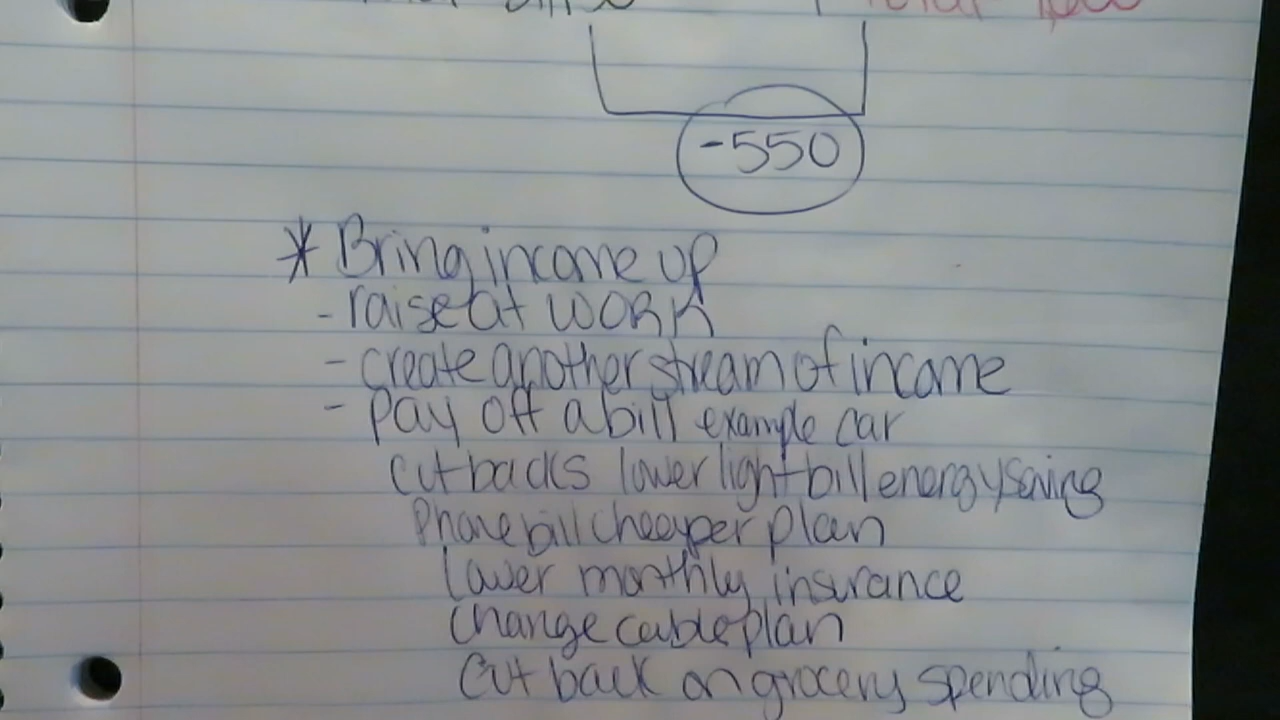 -550
* Bring income up
- raise at WORK
- create another stream of income
- pay off a bill example car
cut backs lower light bill energy saving
Phone bill cheeper plan
lower monthly insurance
change cable plan
cut back on grocery spending